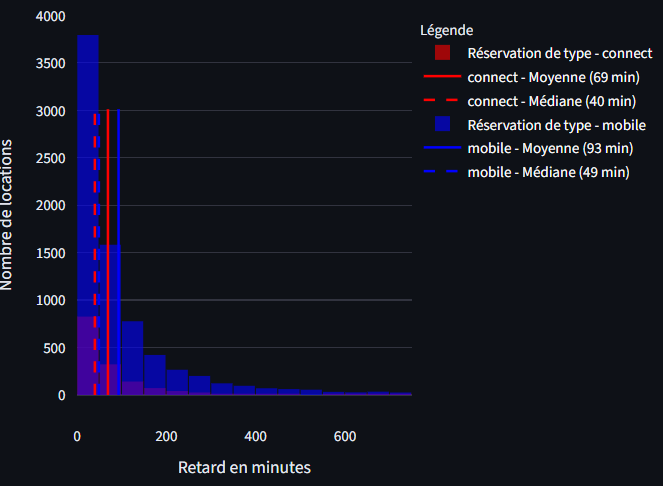 4000
3500
3000
2500
2000
1500
1000
500
0
Nombre de locations
0
200
400
600
Retard en minutes
Légende
Réservation de type - connect
connect - Moyenne (69 min)
connect - Médiane (40 min)
Réservation de type - mobile
mobile - Moyenne (93 min)
mobile - Médiane (49 min)